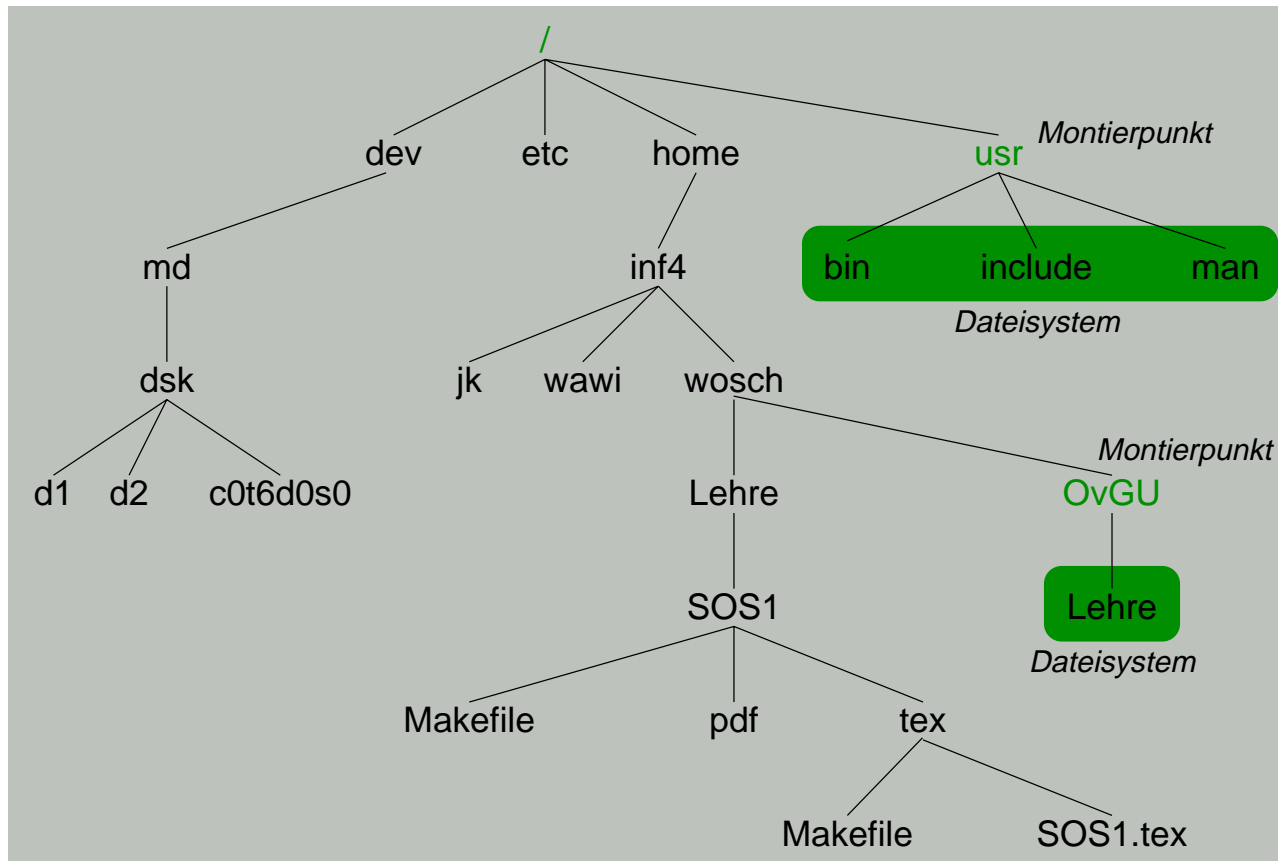 /
Montierpunkt
dev etc home usr
md inf4 bin include man
Dateisystem
dsk jk wawi wosch
Montierpunkt
d1 d2 c0t6d0s0 Lehre OvGU
SOS1 Lehre
Dateisystem
Makefile pdf tex
Makefile SOS1.tex